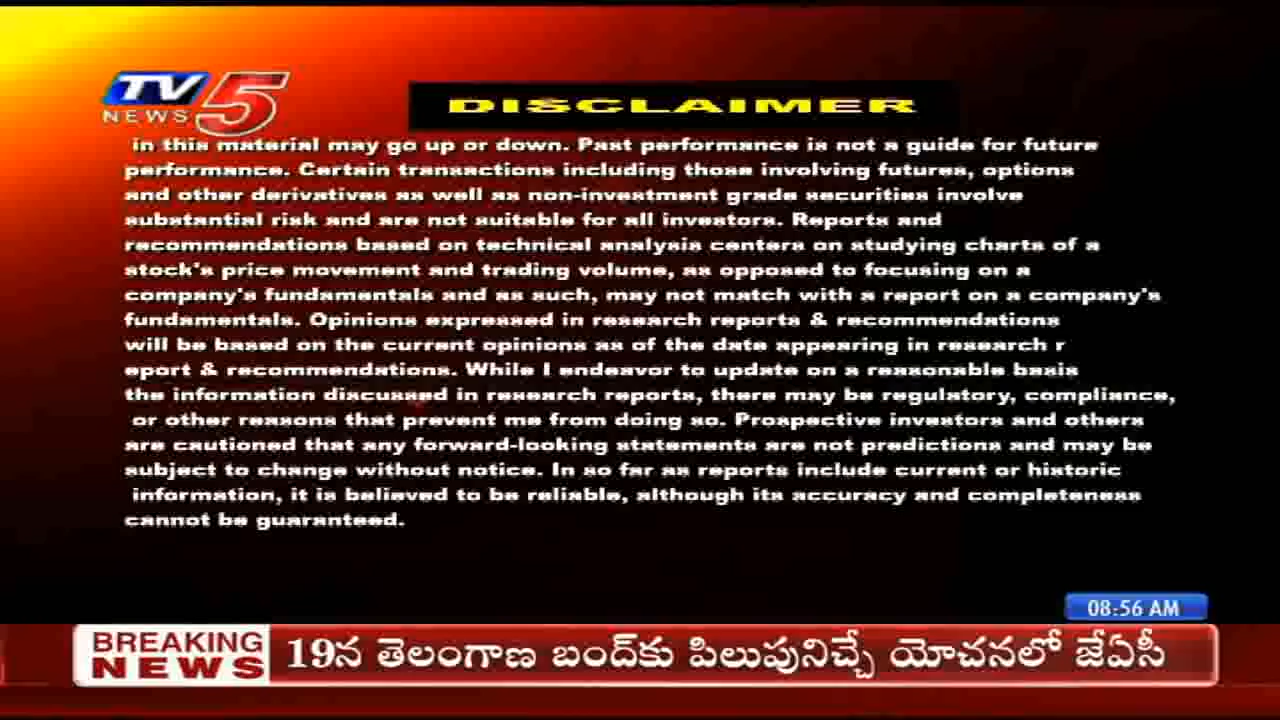 TV5
NEWS
DISCLAIMER
in this material may go up or down. Past performance is not a guide for future
performance. Certain transactions including those involving futures, options
and other derivatives as well as non-investment grade securities involve
substantial risk and are not suitable for all investors. Reports and
recommendations based on technical analysis centers on studying charts of a
stock's price movement and trading volume, as opposed to focusing on a
company's fundamentals and as such, may not match with a report on a company's
fundamentals. Opinions expressed in research reports & recommendations
will be based on the current opinions as of the date appearing in research r
eport & recommendations. While I endeavor to update on a reasonable basis
the information discussed in research reports, there may be regulatory, compliance,
or other reasons that prevent me from doing so. Prospective investors and others
are cautioned that any forward-looking statements are not predictions and may be
subject to change without notice. In so far as reports include current or historic
information, it is believed to be reliable, although its accuracy and completeness
cannot be guaranteed.
08:56 AM
BREAKING
NEWS
19న తెలంగాణ బంద్‌కు పిలుపునిచ్చే యోచనలో జేఏసీ